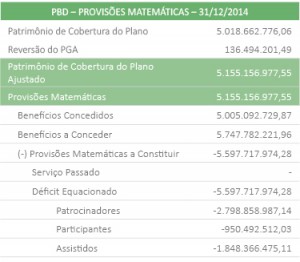 PBD – PROVISÕES MATEMÁTICAS – 31/12/2014
Patrimônio de Cobertura do Plano 5.018.662.776,06
Reversão do PGA 136.494.201,49
Patrimônio de Cobertura do Plano
Ajustado 5.155.156.977,55
Provisões Matemáticas 5.155.156.977,55
Benefícios Concedidos 5.005.092.729,87
Benefícios a Conceder 5.747.782.221,96
(-) Provisões Matemáticas a Constituir -5.597.717.974,28
Serviço Passado -
Déficit Equacionado -5.597.717.974,28
Patrocinadores -2.798.858.987,14
Participantes -950.492.512,03
Assistidos -1.848.366.475,11